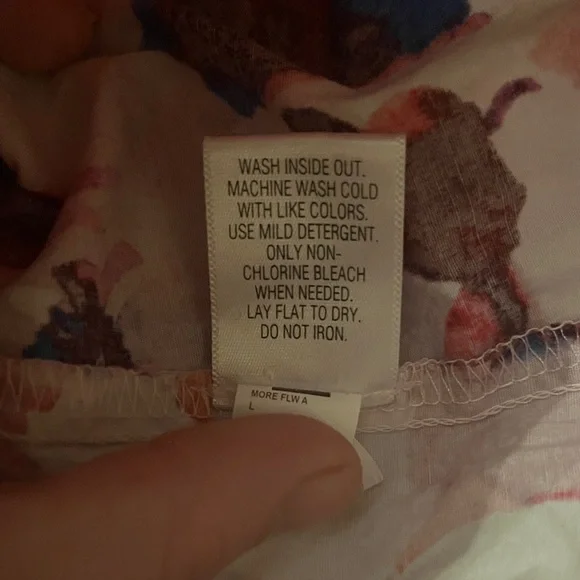 WASH INSIDE OUT.
MACHINE WASH COLD
WITH LIKE COLORS.
USE MILD DETERGENT.
ONLY NON-
CHLORINE BLEACH
WHEN NEEDED.
LAY FLAT TO DRY.
DO NOT IRON.
MORE FLW A
L